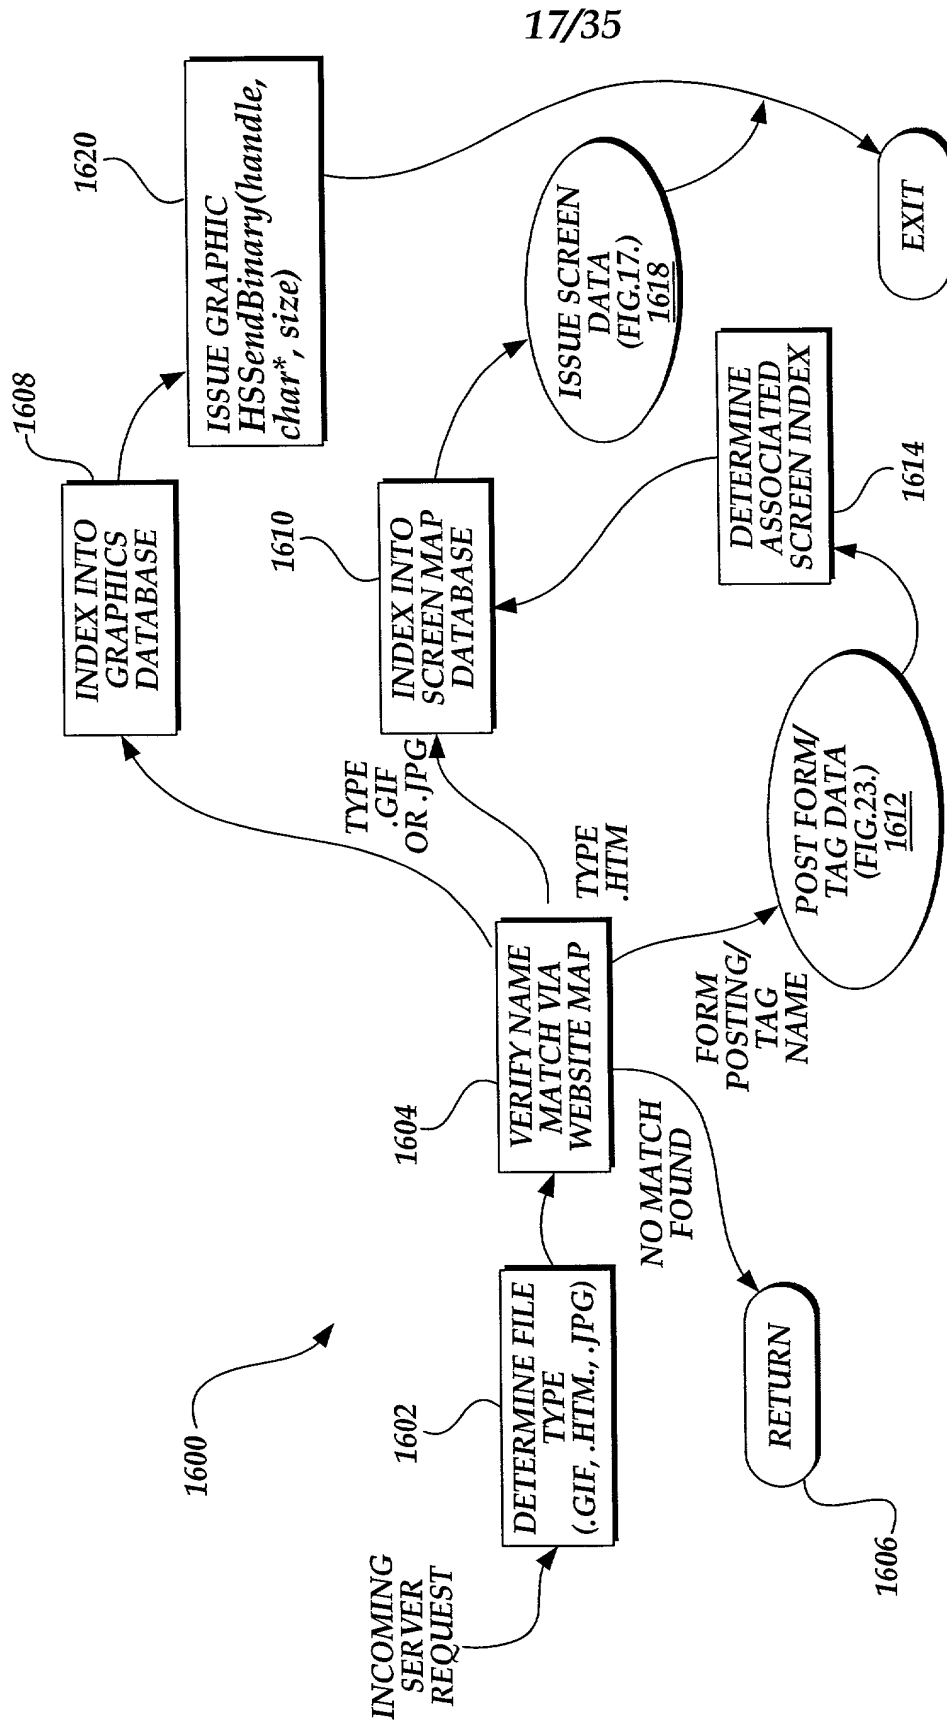 17/35
1600
INCOMING
SERVER
REQUEST
1602
DETERMINE FILE
TYPE
(.GIF, .HTM., .JPG)
1604
VERIFY NAME
MATCH VIA
WEBSITE MAP
NO MATCH
FOUND
RETURN
1606
TYPE
.GIF
OR .JPG
TYPE
.HTM
FORM
POSTING/
TAG
NAME
1608
INDEX INTO
GRAPHICS
DATABASE
1610
INDEX INTO
SCREEN MAP
DATABASE
POST FORM/
TAG DATA
(FIG.23.)
1612
1620
ISSUE GRAPHIC
HSSendBinary(handle,
char*, size)
ISSUE SCREEN
DATA
(FIG.17.)
1618
DETERMINE
ASSOCIATED
SCREEN INDEX
1614
EXIT